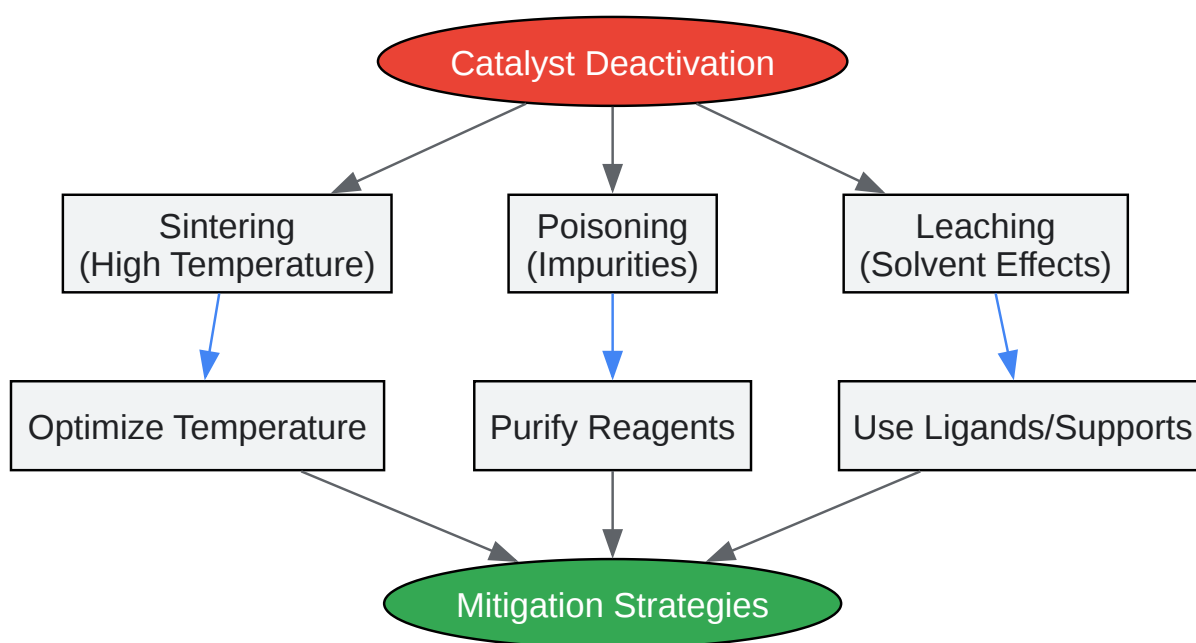 Catalyst Deactivation
Sintering
(High Temperature)
Poisoning
(Impurities)
Leaching
(Solvent Effects)
Optimize Temperature
Purify Reagents
Use Ligands/Supports
Mitigation Strategies